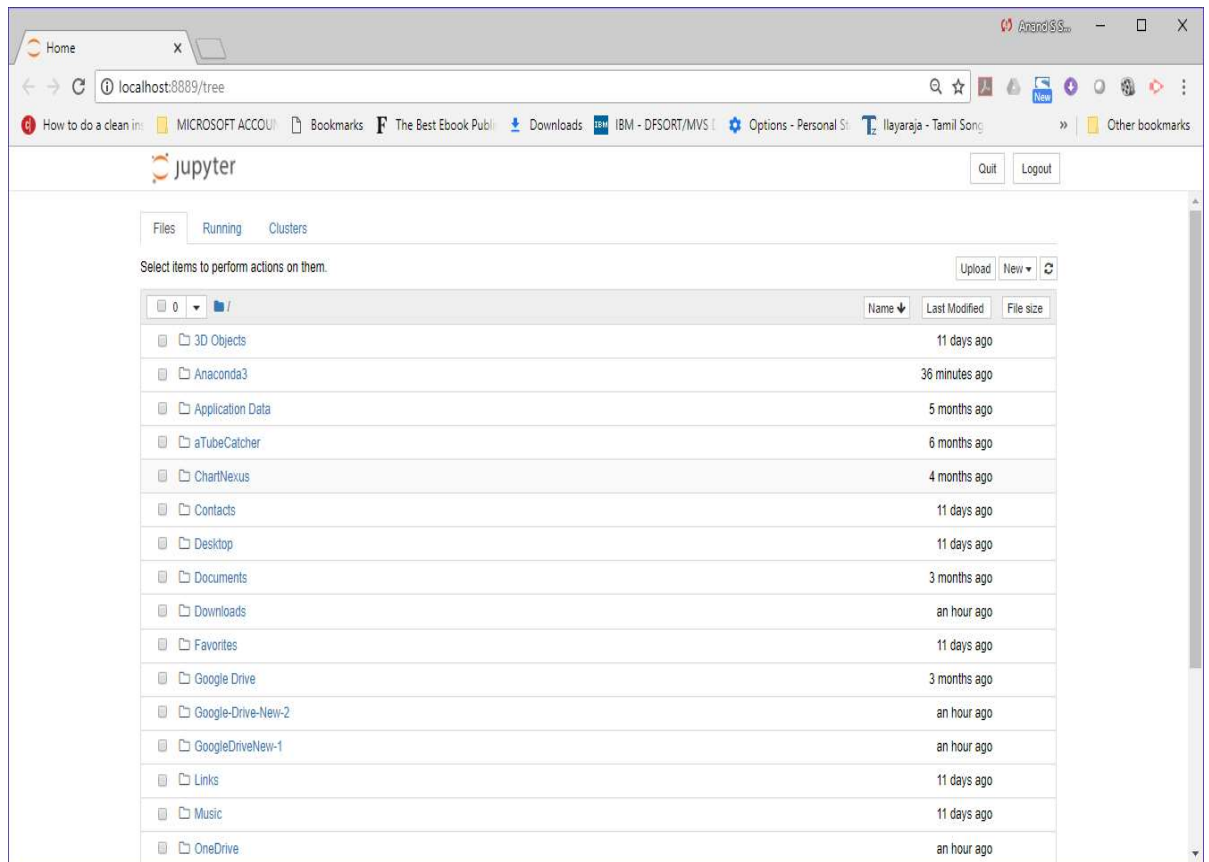 Anand S S...
Home
localhost:8889/tree
New
How to do a clean in: MICROSOFT ACCOUN Bookmarks F The Best Ebook Publi Downloads IBM IBM - DFSORT/MVS Options - Personal S Tz Ilayaraja - Tamil Song » Other bookmarks
jupyter Quit Logout
Files Running Clusters
Select items to perform actions on them. Upload New
0 / Name Last Modified File size
3D Objects 11 days ago
Anaconda3 36 minutes ago
Application Data 5 months ago
aTubeCatcher 6 months ago
ChartNexus 4 months ago
Contacts 11 days ago
Desktop 11 days ago
Documents 3 months ago
Downloads an hour ago
Favorites 11 days ago
Google Drive 3 months ago
Google-Drive-New-2 an hour ago
GoogleDriveNew-1 an hour ago
Links 11 days ago
Music 11 days ago
OneDrive an hour ago